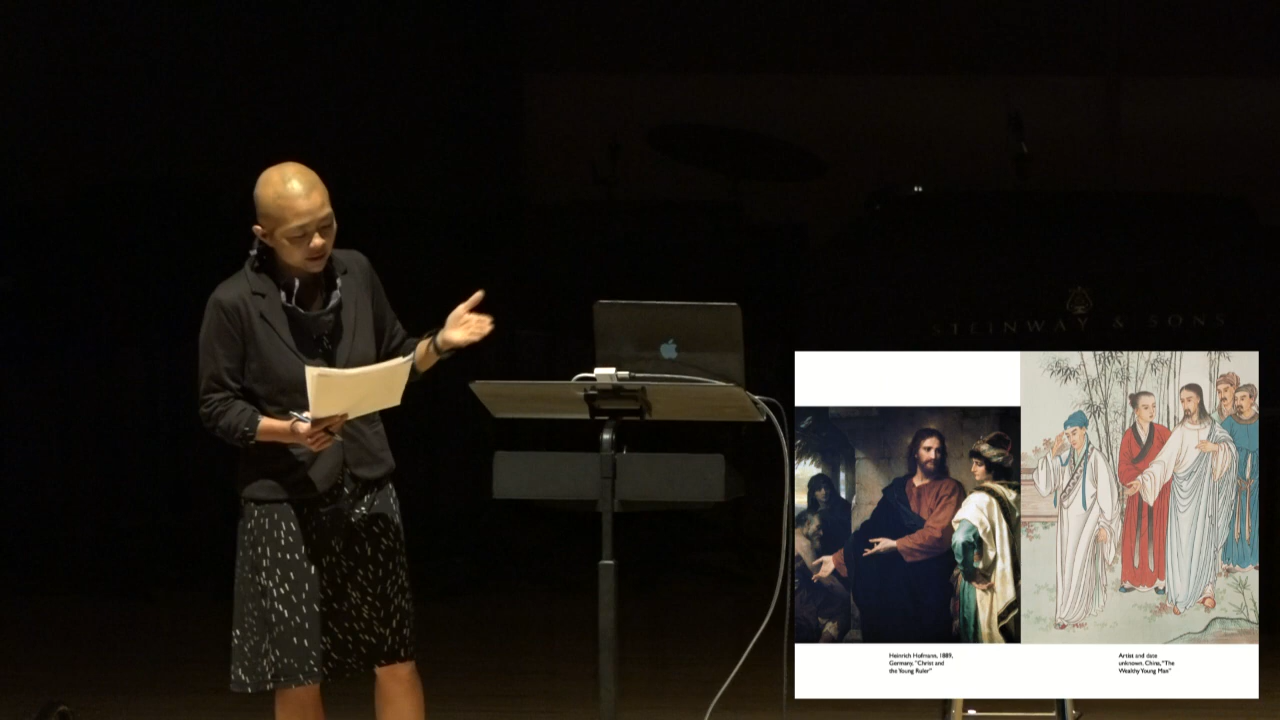 STEINWAY & SONS
Heinrich Hofmann, 1889,
Germany, "Christ and
the Young Ruler"
Artist and date
unknown. China, "The
Wealthy Young Man"